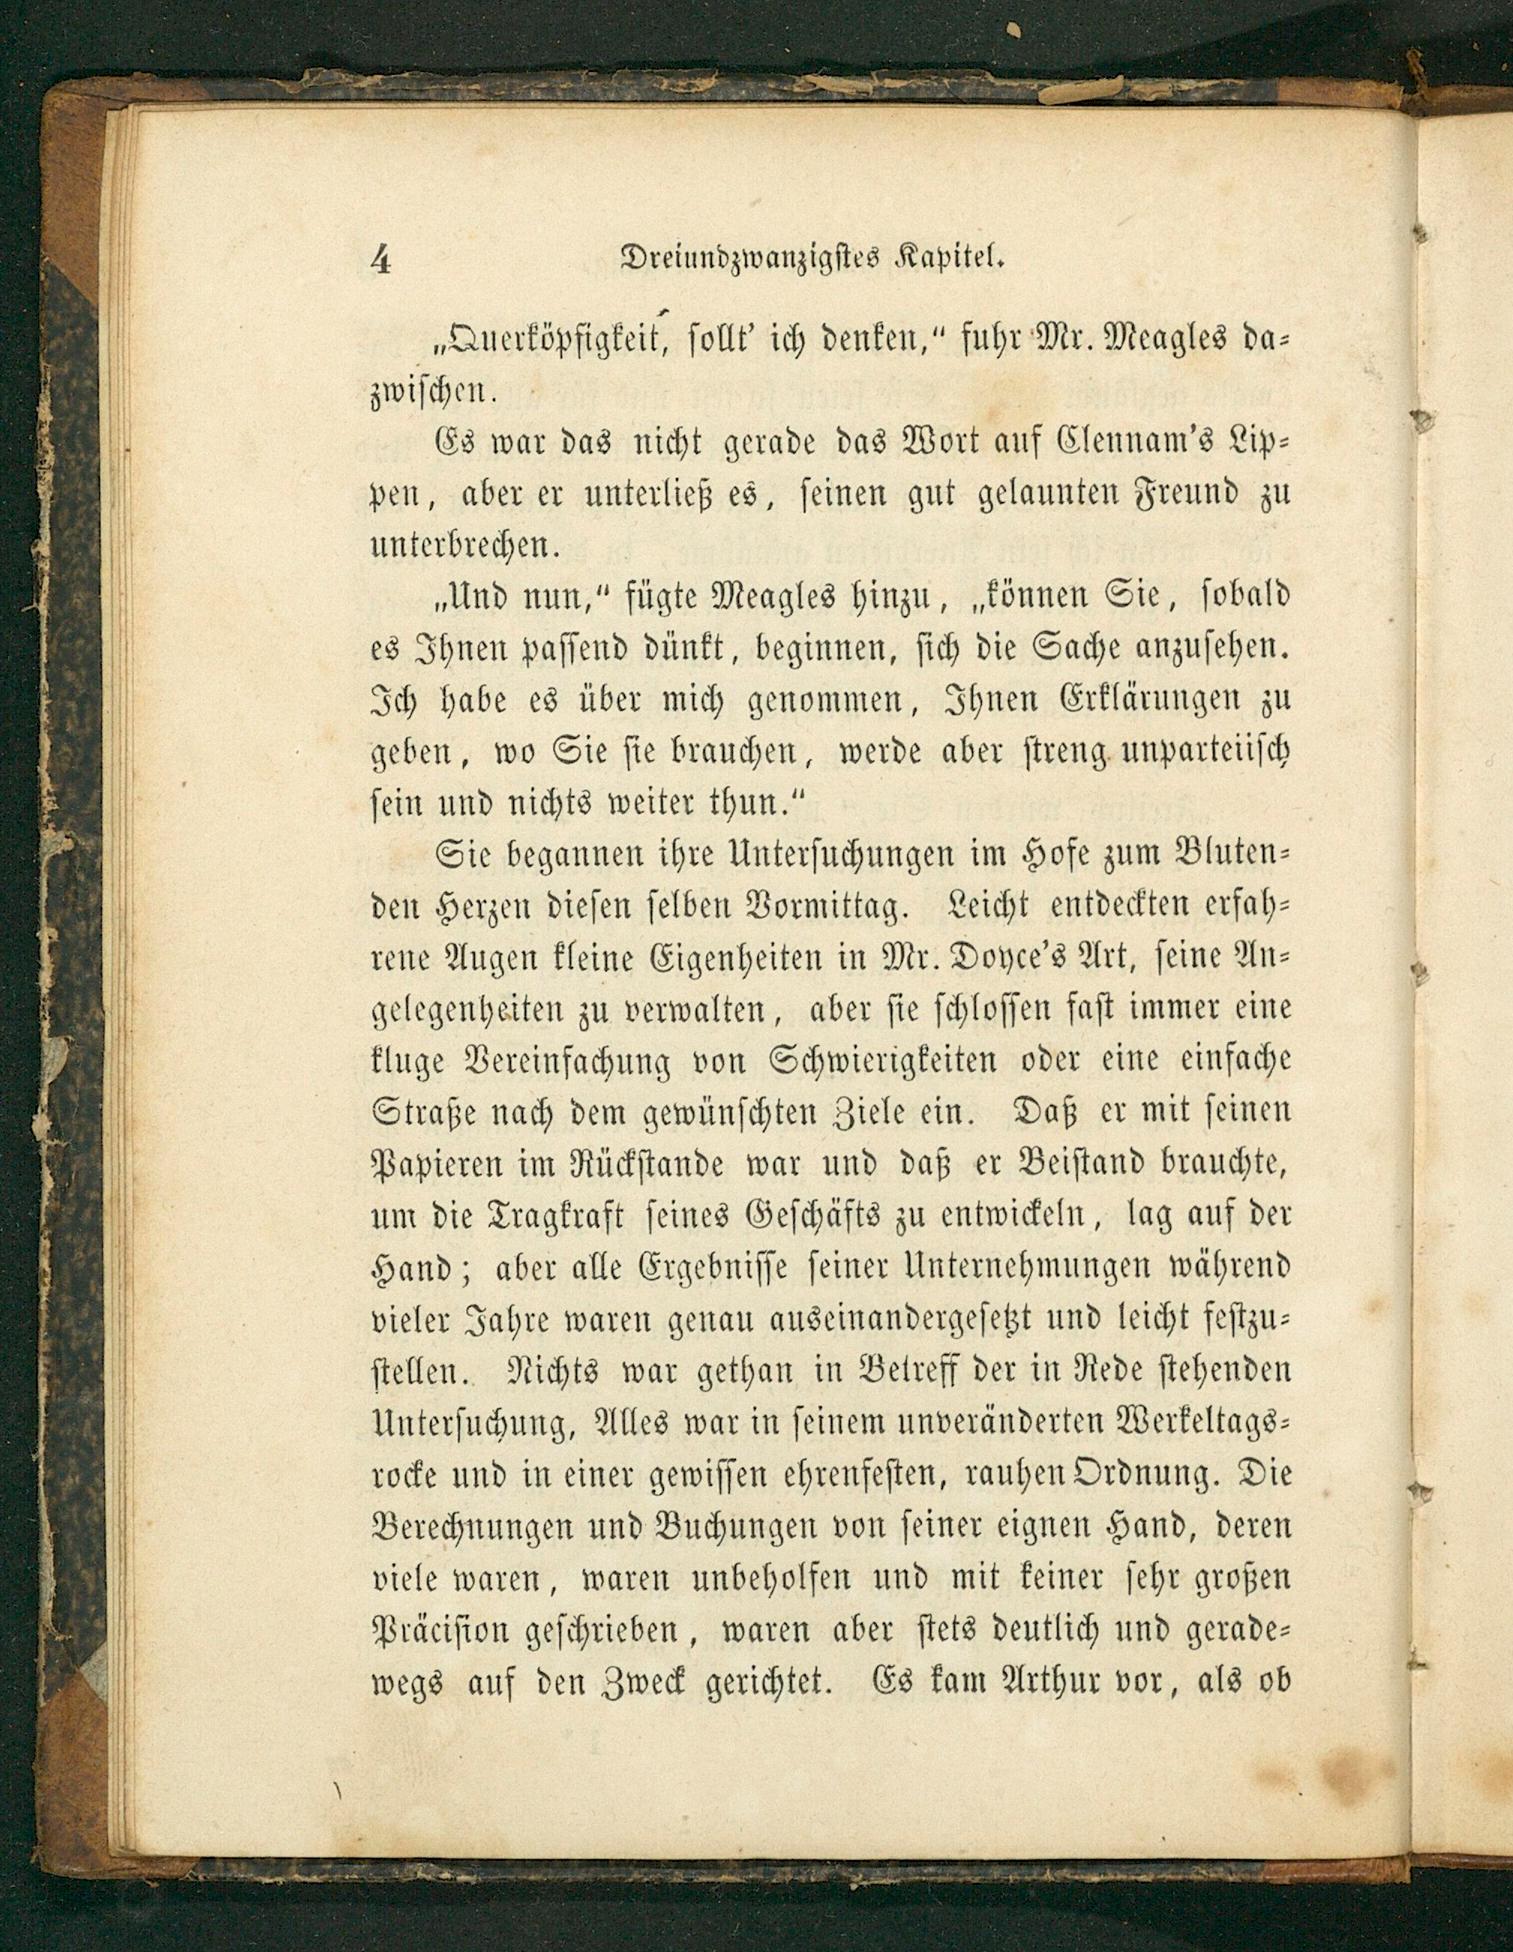 4 Dreiundzwanzigstes Kapitel.
„Querköpfigkeit, sollt' ich denken,“ fuhr Mr. Meagles da-
zwischen.
Es war das nicht gerade das Wort auf Clennam's Lip-
pen, aber er unterließ es, seinen gut gelaunten Freund zu
unterbrechen.
„Und nun,“ fügte Meagles hinzu, „können Sie, sobald
es Ihnen passend dünkt, beginnen, sich die Sache anzusehen.
Ich habe es über mich genommen, Ihnen Erklärungen zu
geben, wo Sie sie brauchen, werde aber streng unparteiisch
sein und nichts weiter thun.“
Sie begannen ihre Untersuchungen im Hofe zum Bluten-
den Herzen diesen selben Vormittag. Leicht entdeckten erfah-
rene Augen kleine Eigenheiten in Mr. Doyce's Art, seine An-
gelegenheiten zu verwalten, aber sie schlossen fast immer eine
kluge Vereinfachung von Schwierigkeiten oder eine einfache
Straße nach dem gewünschten Ziele ein. Daß er mit seinen
Papieren im Rückstande war und daß er Beistand brauchte,
um die Tragkraft seines Geschäfts zu entwickeln, lag auf der
Hand; aber alle Ergebnisse seiner Unternehmungen während
vieler Jahre waren genau auseinandergesetzt und leicht festzu-
stellen. Nichts war gethan in Betreff der in Rede stehenden
Untersuchung, Alles war in seinem unveränderten Werkeltags-
rocke und in einer gewissen ehrenfesten, rauhen Ordnung. Die
Berechnungen und Buchungen von seiner eignen Hand, deren
viele waren, waren unbeholfen und mit keiner sehr großen
Präcision geschrieben, waren aber stets deutlich und gerade-
wegs auf den Zweck gerichtet. Es kam Arthur vor, als ob